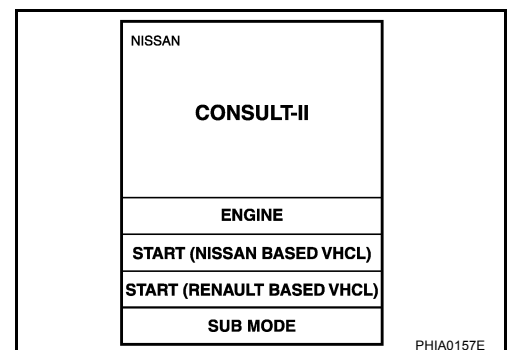 NISSAN
CONSULT-II
ENGINE
START (NISSAN BASED VHCL)
START (RENAULT BASED VHCL)
SUB MODE
PHIA0157E